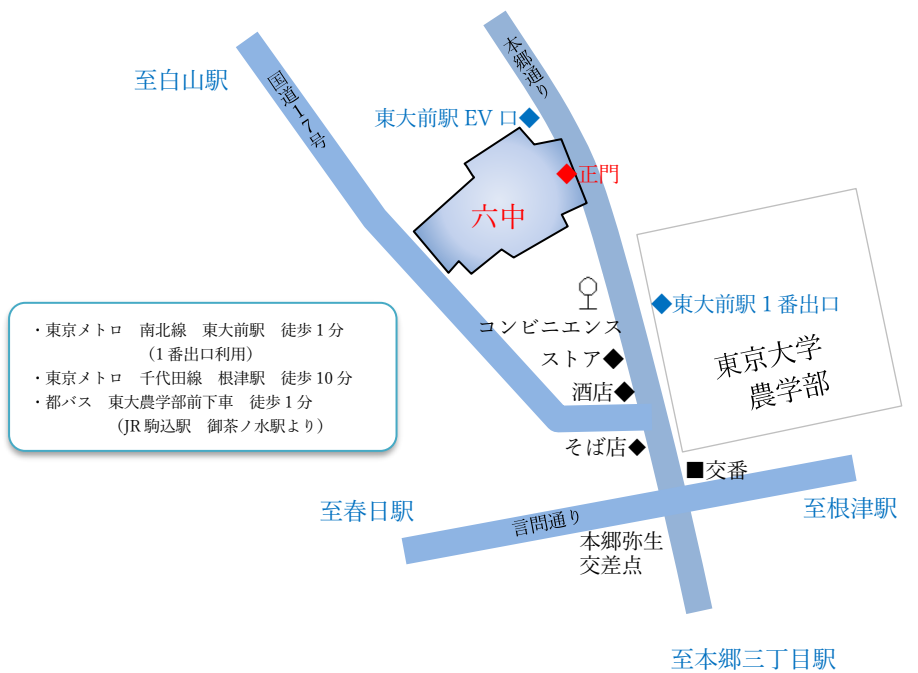 本郷通り
至白山駅
国道17号
東大前駅 EV 口◆
◆正門
六中
◆東大前駅 1 番出口
コンビニエンス
ストア◆
東京大学
農学部
・東京メトロ　南北線　東大前駅　徒歩 1 分
（1 番出口利用）
・東京メトロ　千代田線　根津駅　徒歩 10 分
・都バス　東大農学部前下車　徒歩 1 分
（JR 駒込駅　御茶ノ水駅より）
酒店◆
そば店◆
■交番
至春日駅
言問通り
至根津駅
本郷弥生
交差点
至本郷三丁目駅